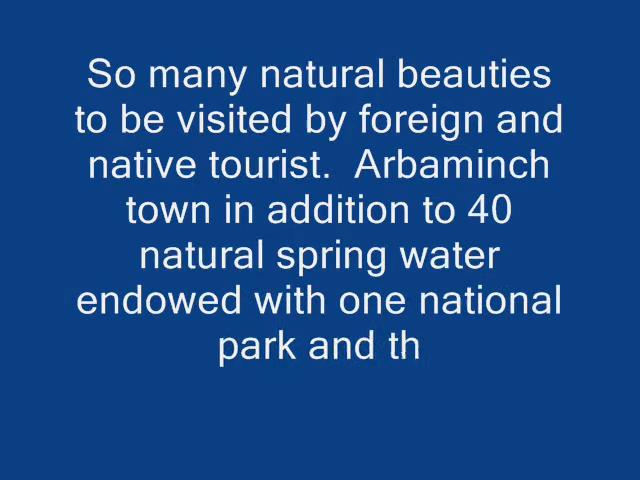 So many natural beauties
to be visited by foreign and
native tourist.  Arbaminch
town in addition to 40
natural spring water
endowed with one national
park and th